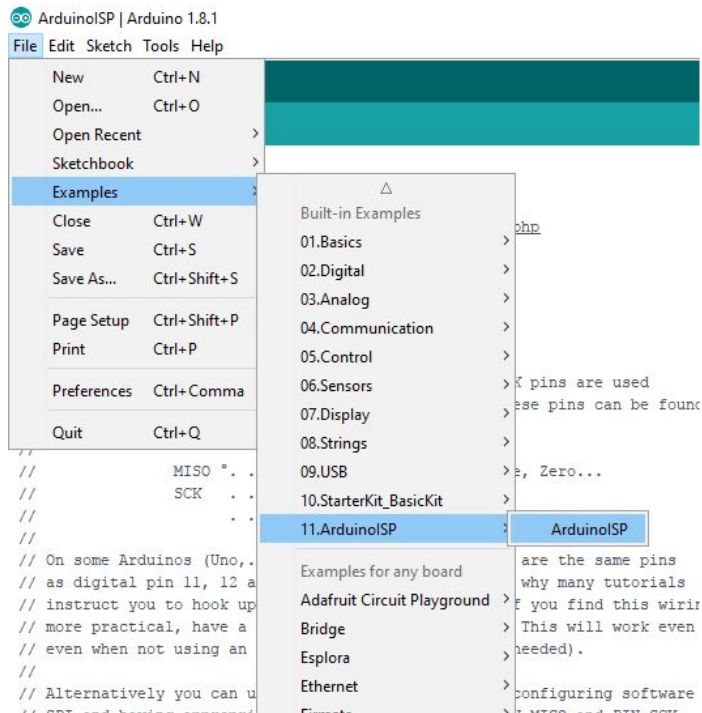 ArduinoISP | Arduino 1.8.1
File Edit Sketch Tools Help
New Ctrl+N
Open... Ctrl+O
Open Recent
Sketchbook
Examples
Close Ctrl+W
Save Ctrl+S
Save As... Ctrl+Shift+S
Page Setup Ctrl+Shift+P
Print Ctrl+P
Preferences Ctrl+Comma
Quit Ctrl+Q
Built-in Examples
01.Basics
02.Digital
03.Analog
04.Communication
05.Control
06.Sensors
07.Display
08.Strings
09.USB
10.StarterKit_BasicKit
11.ArduinoISP
Examples for any board
Adafruit Circuit Playground
Bridge
Esplora
Ethernet
ArduinoISP
php
pins are used
ese pins can be found
//
// MISO °. .
e, Zero...
// SCK . .
// . .
//
// On some Arduinos (Uno,.
are the same pins
// as digital pin 11, 12 a
why many tutorials
// instruct you to hook up
f you find this wirin
// more practical, have a
This will work even
// even when not using an
needed).
//
// Alternatively you can u
configuring software